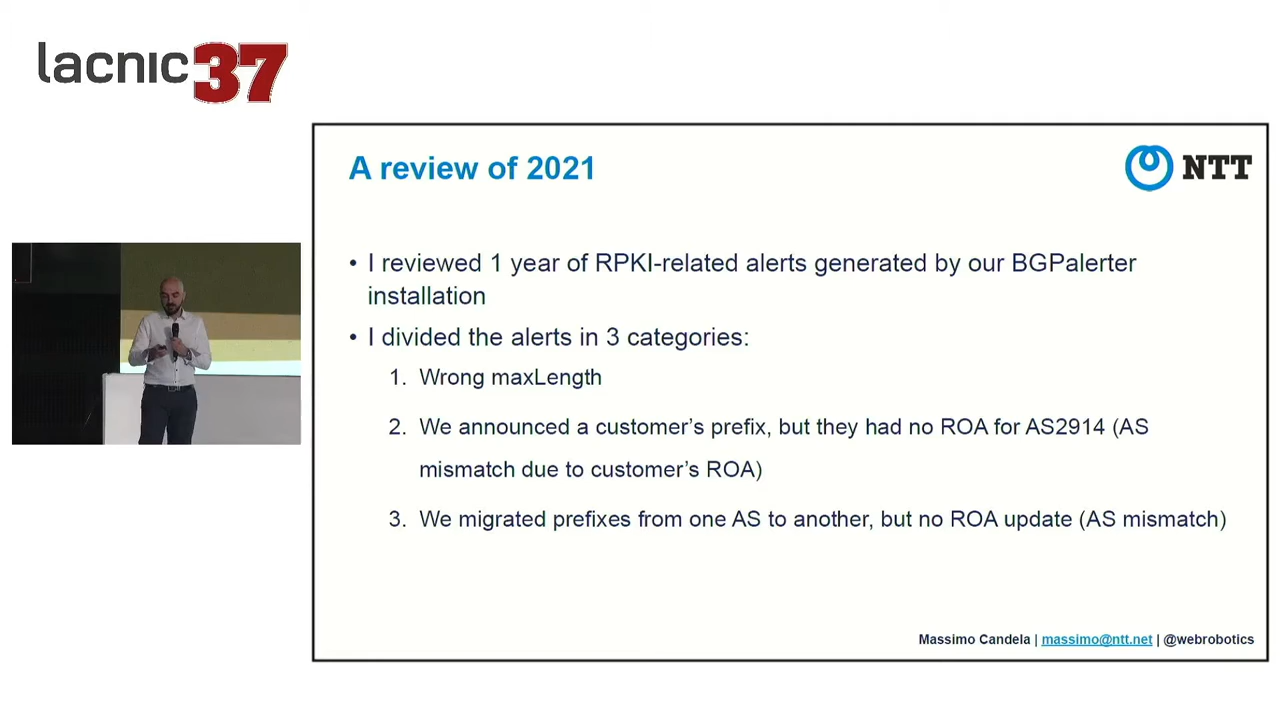 lacnic37
A review of 2021
NTT
• I reviewed 1 year of RPKI-related alerts generated by our BGPalerter
installation
• I divided the alerts in 3 categories:
1. Wrong maxLength
2. We announced a customer's prefix, but they had no ROA for AS2914 (AS
mismatch due to customer's ROA)
3. We migrated prefixes from one AS to another, but no ROA update (AS mismatch)
Massimo Candela | massimo@ntt.net | @webrobotics